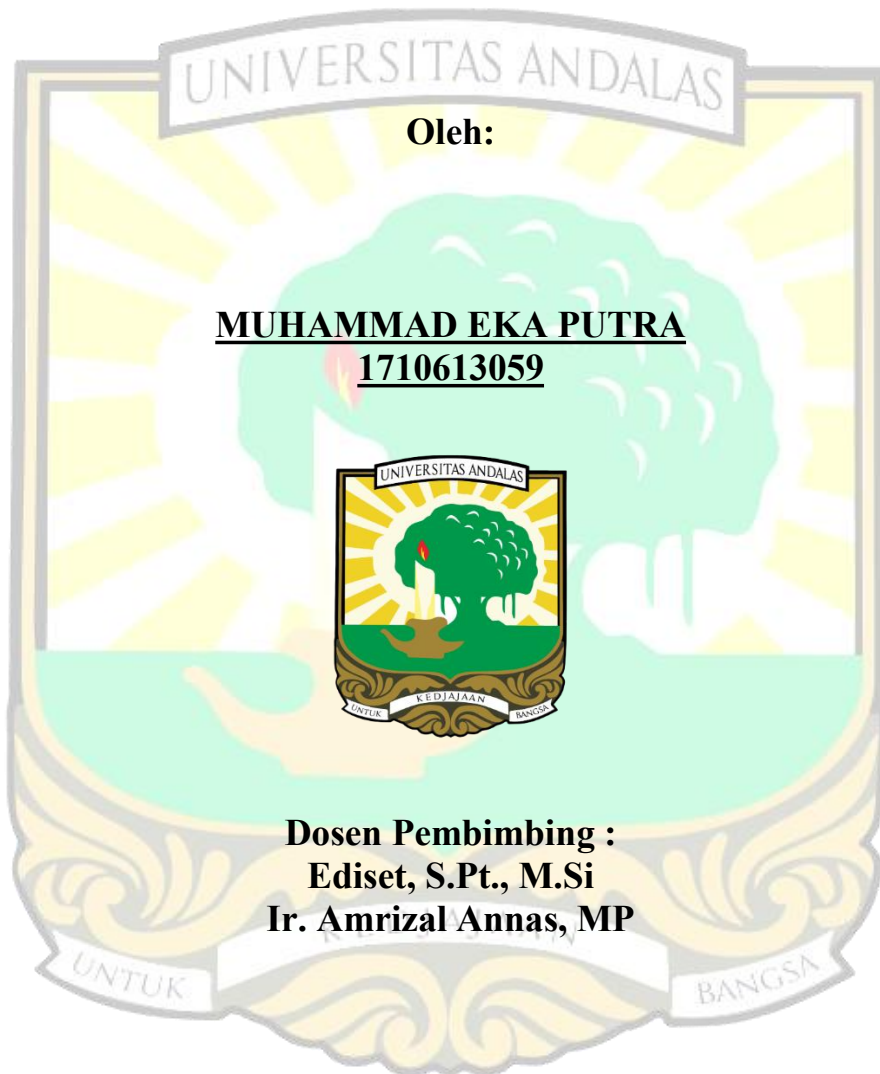 UNIVERSITAS ANDALAS
Oleh:
MUHAMMAD EKA PUTRA
1710613059
UNIVERSITAS ANDALAS
UNTUK KEDJAJAAN BANGSA
Dosen Pembimbing :
Ediset, S.Pt., M.Si
Ir. Amrizal Annas, MP
UNTUK KEDJAJAAN BANGSA